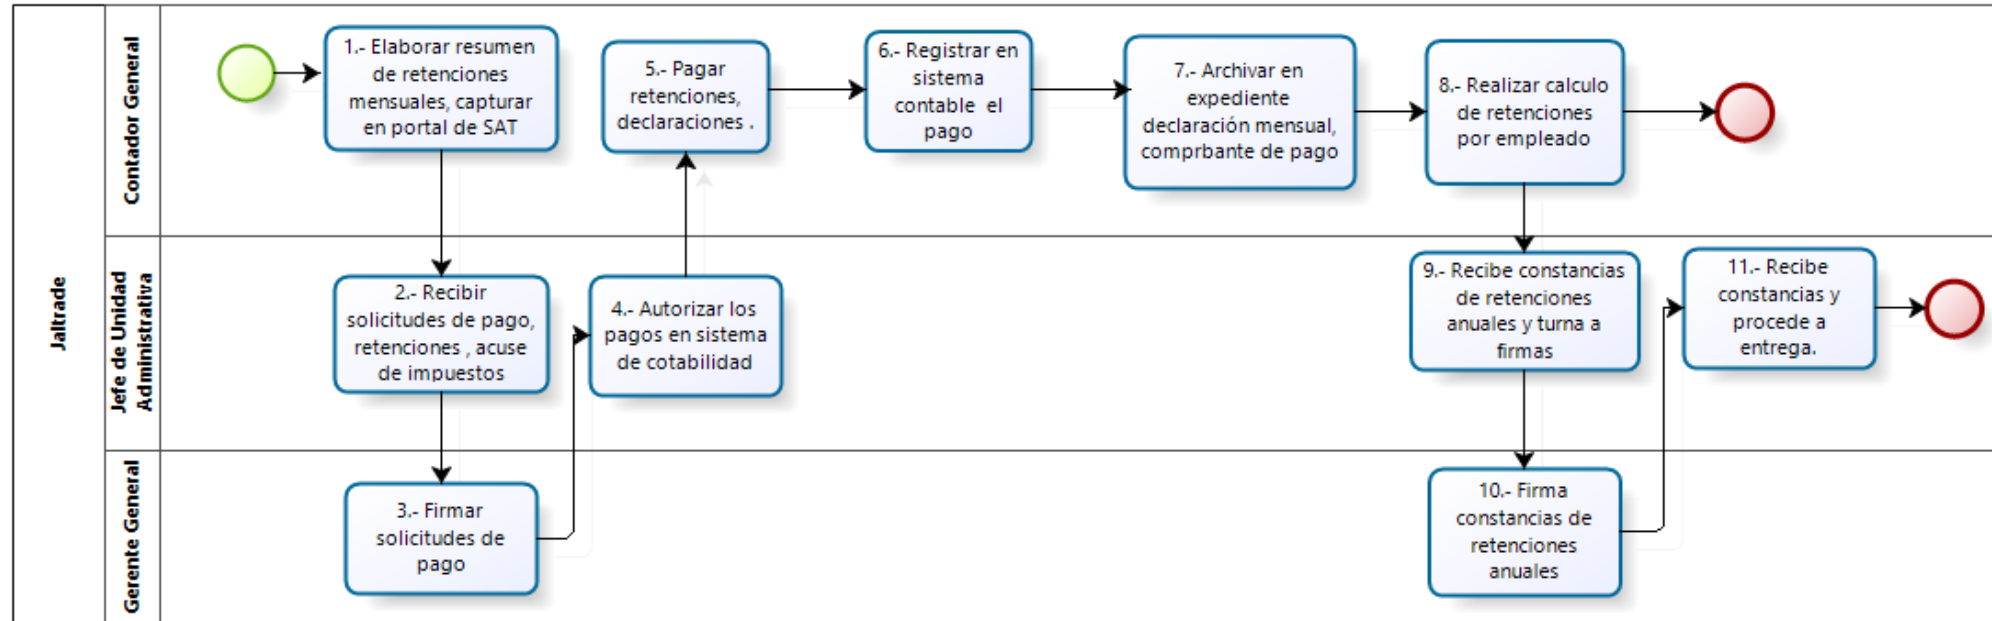 Jaltrade
Contador General
1.- Elaborar resumen
de retenciones
mensuales, capturar
en portal de SAT
5.- Pagar
retenciones,
declaraciones .
6.- Registrar en
sistema
contable el
pago
7.- Archivar en
expediente
declaración mensual,
comprbante de pago
8.- Realizar calculo
de retenciones
por empleado
Jefe de Unidad
Administrativa
2.- Recibir
solicitudes de pago,
retenciones , acuse
de impuestos
4.- Autorizar los
pagos en sistema
de cotabilidad
9.- Recibe constancias
de retenciones
anuales y turna a
firmas
11.- Recibe
constancias y
procede a
entrega.
Gerente General
3.- Firmar
solicitudes de
pago
10.- Firma
constancias de
retenciones
anuales